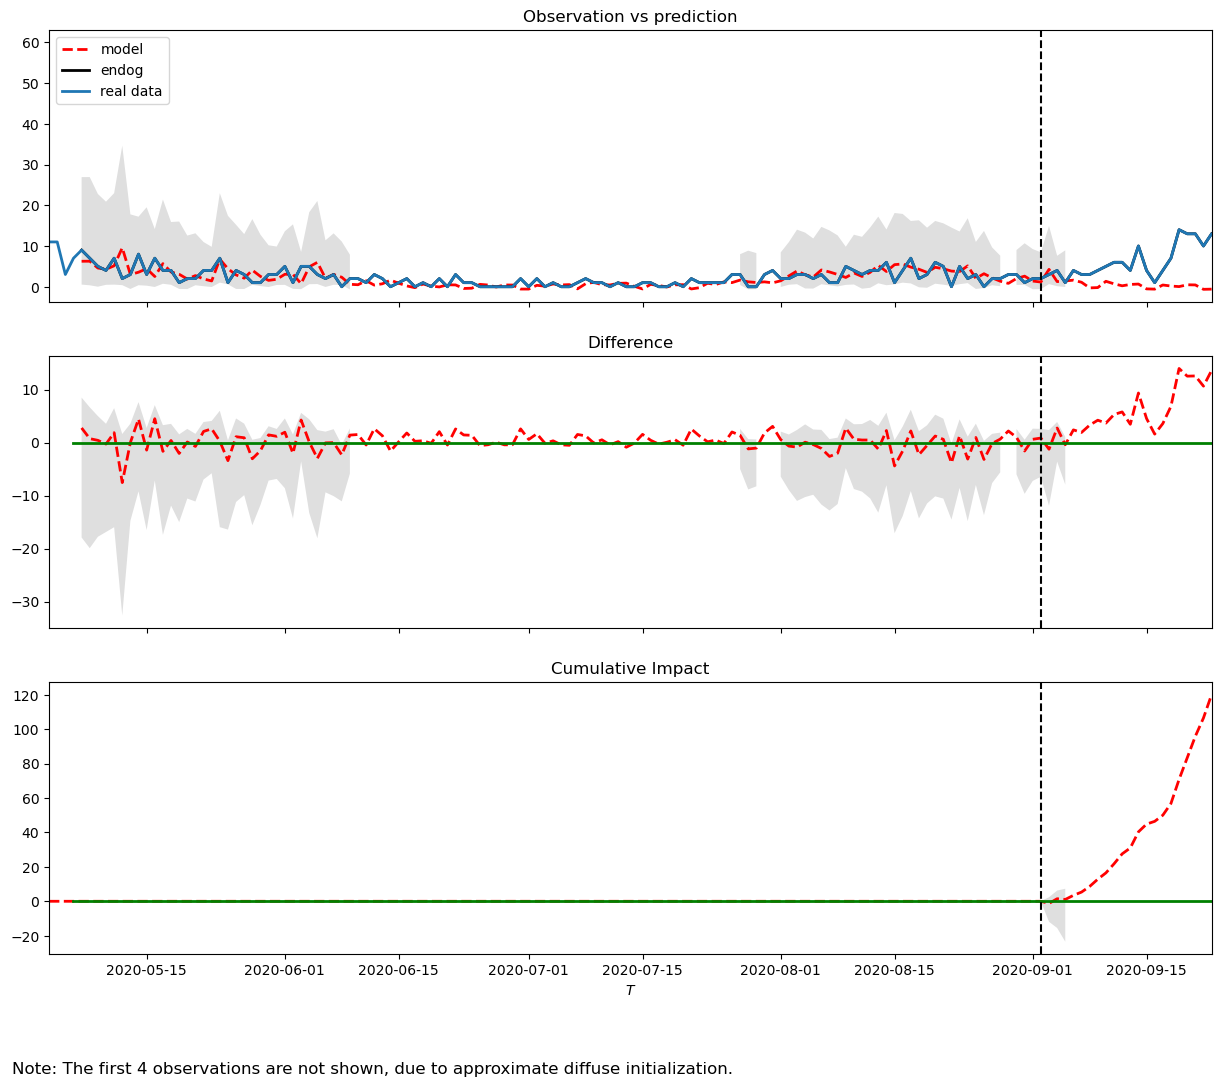 Observation vs prediction
60
50
40
30
20
10
0
model
endog
real data
Difference
10
0
−10
−20
−30
Cumulative Impact
120
100
80
60
40
20
0
−20
2020-05-15 2020-06-01 2020-06-15 2020-07-01 2020-07-15 2020-08-01 2020-08-15 2020-09-01 2020-09-15
T
Note: The first 4 observations are not shown, due to approximate diffuse initialization.